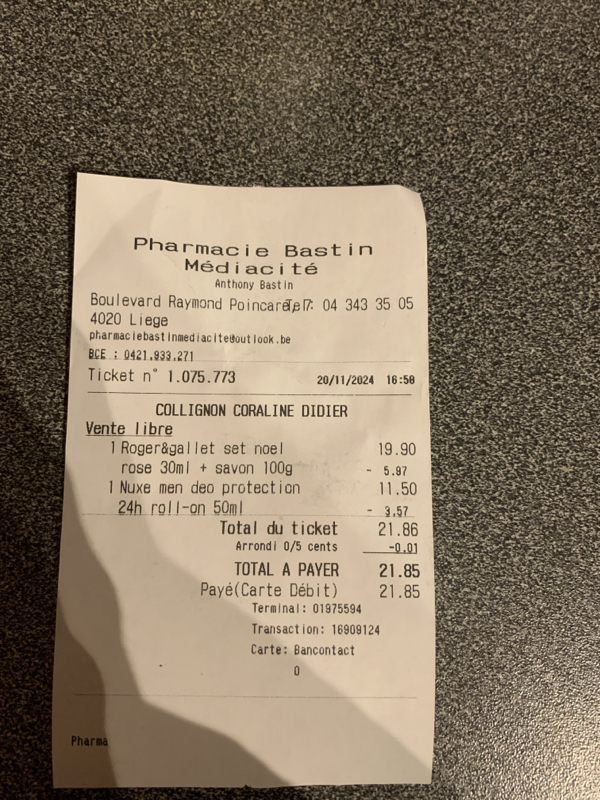 Pharmacie Bastin
Médiacité
Anthony Bastin
Boulevard Raymond Poincaré, 7 Tel: 04 343 35 05
4020 Liege
pharmaciebastinmediacite@outlook.be
BCE : 0421.933.271
Ticket n° 1.075.773 20/11/2024 16:58
COLLIGNON CORALINE DIDIER
Vente libre
1 Roger&gallet set noel 19.90
rose 30ml + savon 100g - 5.97
1 Nuxe men deo protection 11.50
24h roll-on 50ml - 3.57
Total du ticket 21.86
Arrondi 0/5 cents -0.01
TOTAL A PAYER 21.85
Payé(Carte Débit) 21.85
Terminal: 01975594
Transaction: 16909124
Carte: Bancontact
0
Pharma